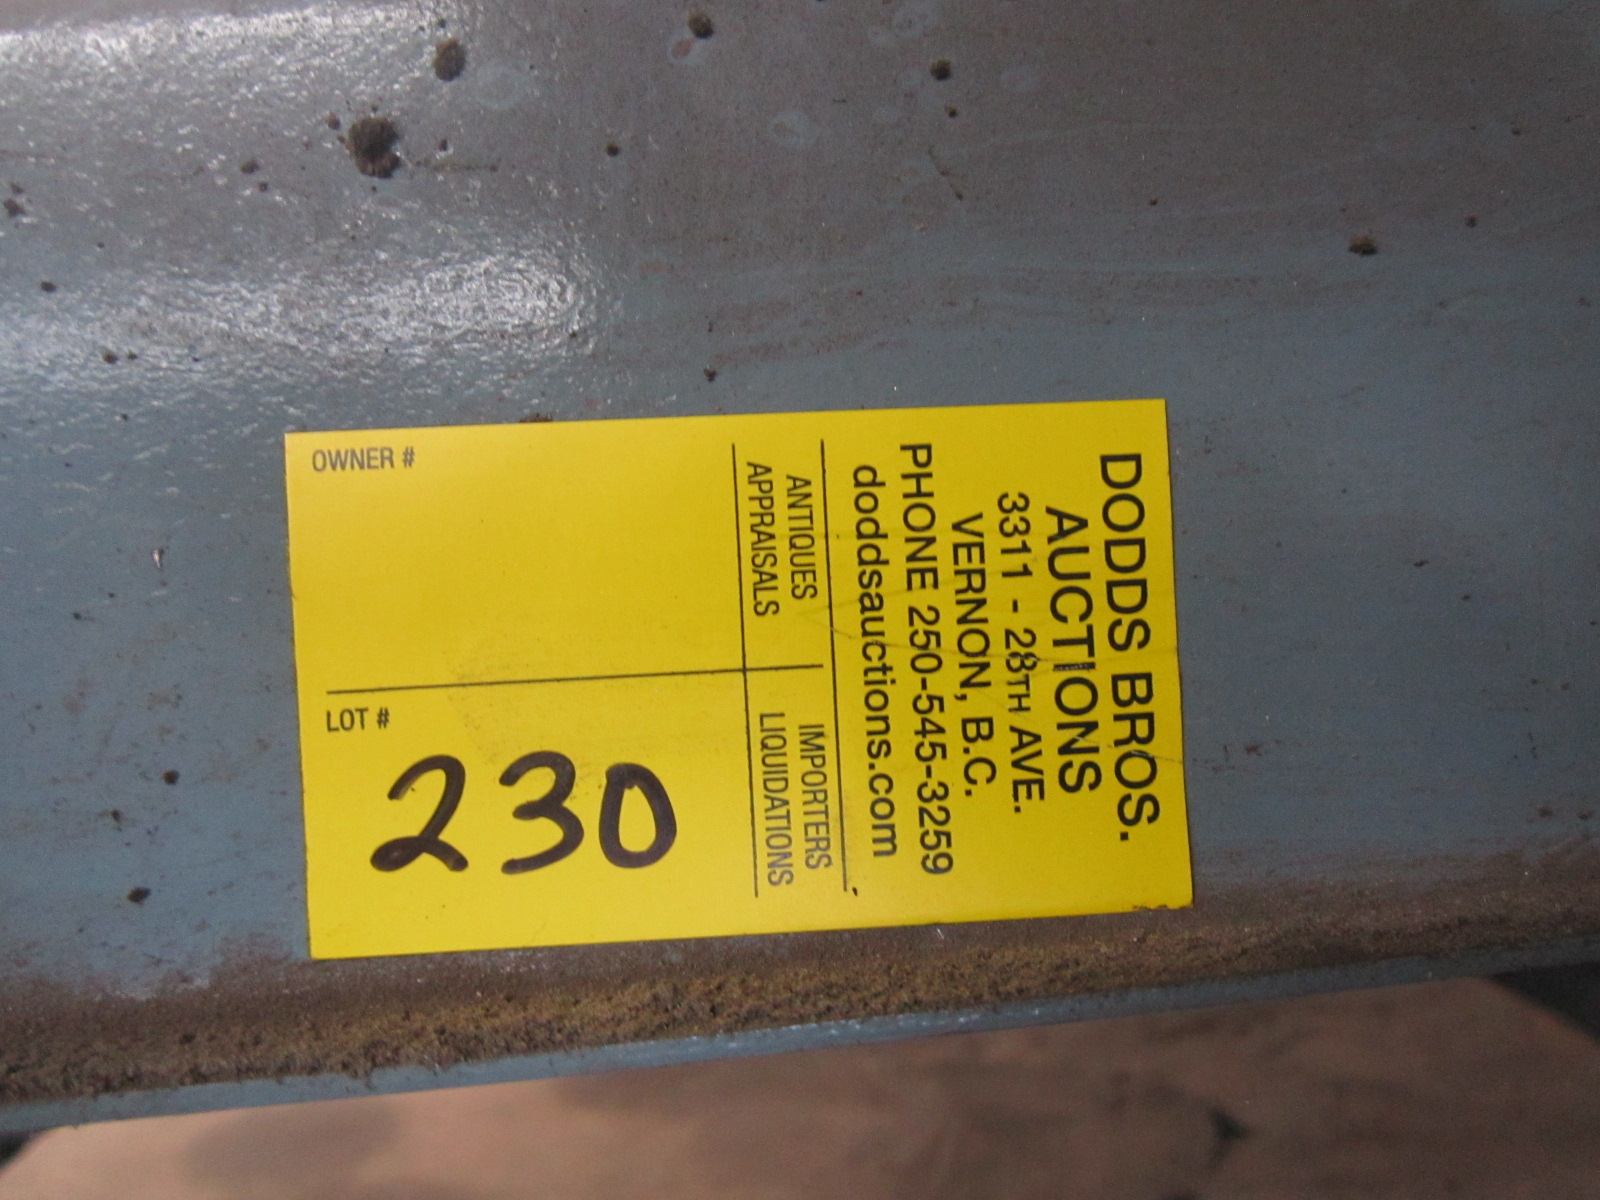 DODDS BROS.
AUCTIONS
3311 - 28TH AVE.
VERNON, B.C.
PHONE 250-545-3259
doddsauctions.com
ANTIQUES
APPRAISALS
IMPORTERS
LIQUIDATIONS
OWNER #
LOT #
230